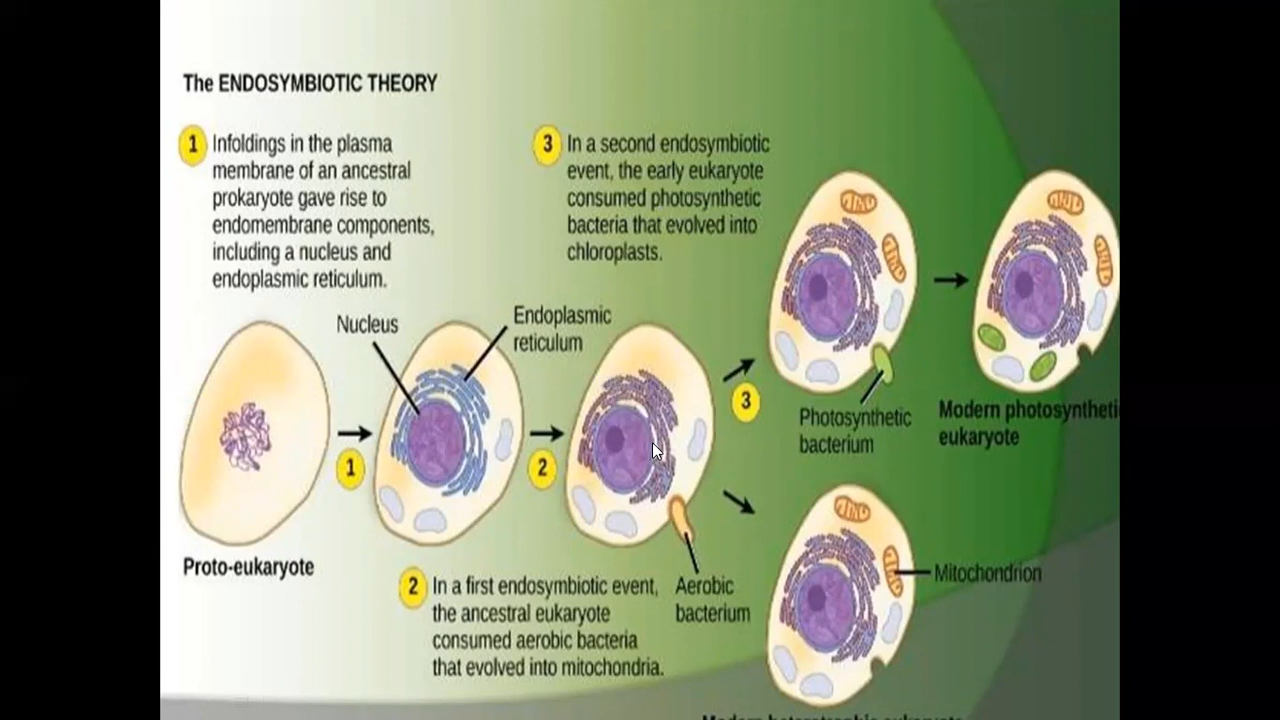 The ENDOSYMBIOTIC THEORY
1 Infoldings in the plasma
membrane of an ancestral
prokaryote gave rise to
endomembrane components,
including a nucleus and
endoplasmic reticulum.
3 In a second endosymbiotic
event, the early eukaryote
consumed photosynthetic
bacteria that evolved into
chloroplasts.
Nucleus
Endoplasmic
reticulum
1
2
3
Photosynthetic
bacterium
Modern photosyntheti
eukaryote
Proto-eukaryote
2 In a first endosymbiotic event,
the ancestral eukaryote
consumed aerobic bacteria
that evolved into mitochondria.
Aerobic
bacterium
Mitochondrion